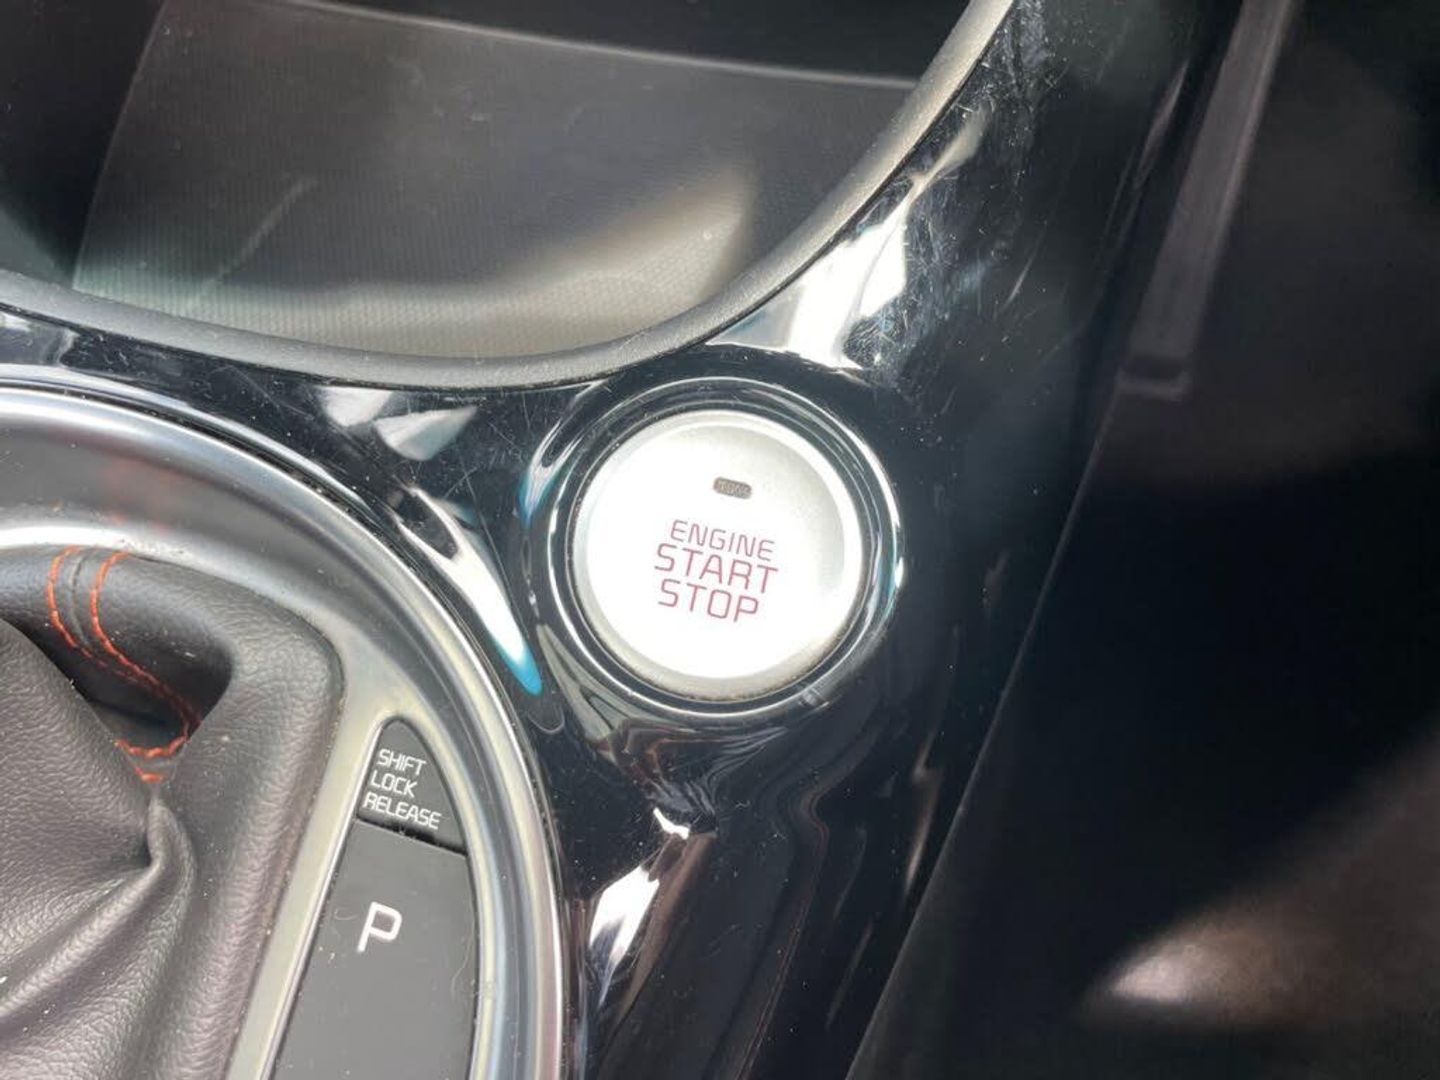 ENGINE
START
STOP
SHIFT
LOCK
RELEASE
P